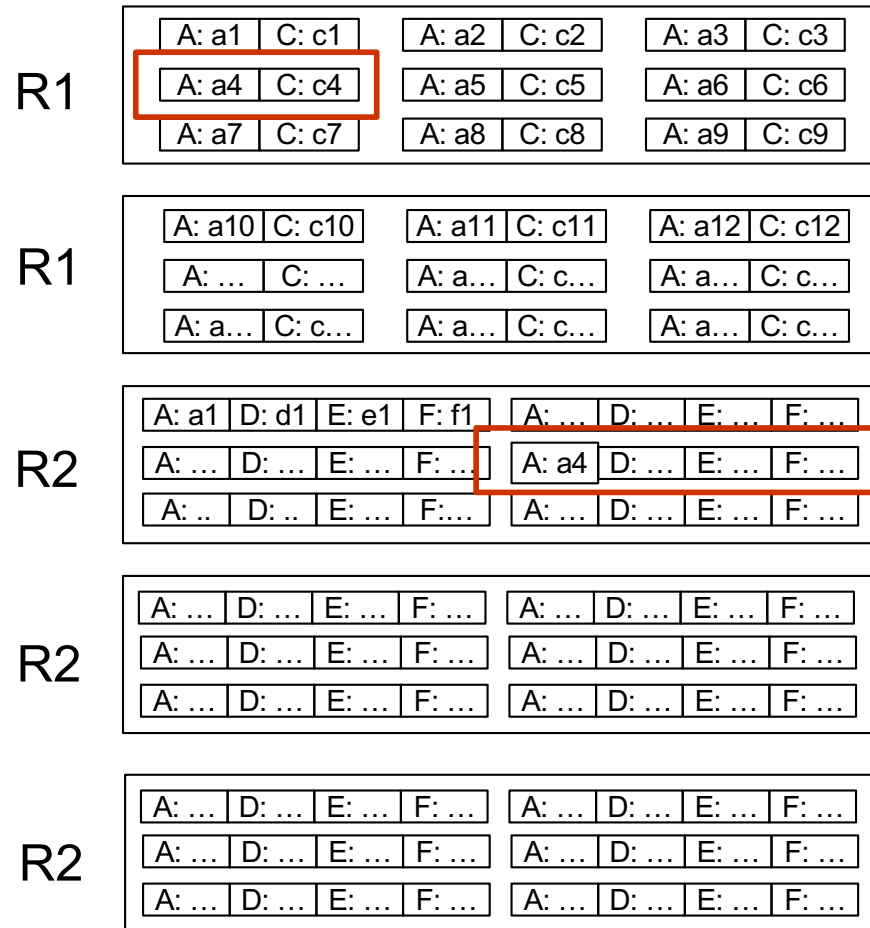 R1
A: a1 C: c1 A: a2 C: c2 A: a3 C: c3
A: a4 C: c4 A: a5 C: c5 A: a6 C: c6
A: a7 C: c7 A: a8 C: c8 A: a9 C: c9
R1
A: a10 C: c10 A: a11 C: c11 A: a12 C: c12
A: … C: … A: a… C: c… A: a… C: c…
A: a… C: c… A: a… C: c… A: a… C: c…
R2
A: a1 D: d1 E: e1 F: f1 A: … D: … E: … F: …
A: … D: … E: … F: … A: a4 D: … E: … F: …
A: .. D: .. E: … F:… A: … D: … E: … F: …
R2
A: … D: … E: … F: … A: … D: … E: … F: …
A: … D: … E: … F: … A: … D: … E: … F: …
A: … D: … E: … F: … A: … D: … E: … F: …
R2
A: … D: … E: … F: … A: … D: … E: … F: …
A: … D: … E: … F: … A: … D: … E: … F: …
A: … D: … E: … F: … A: … D: … E: … F: …